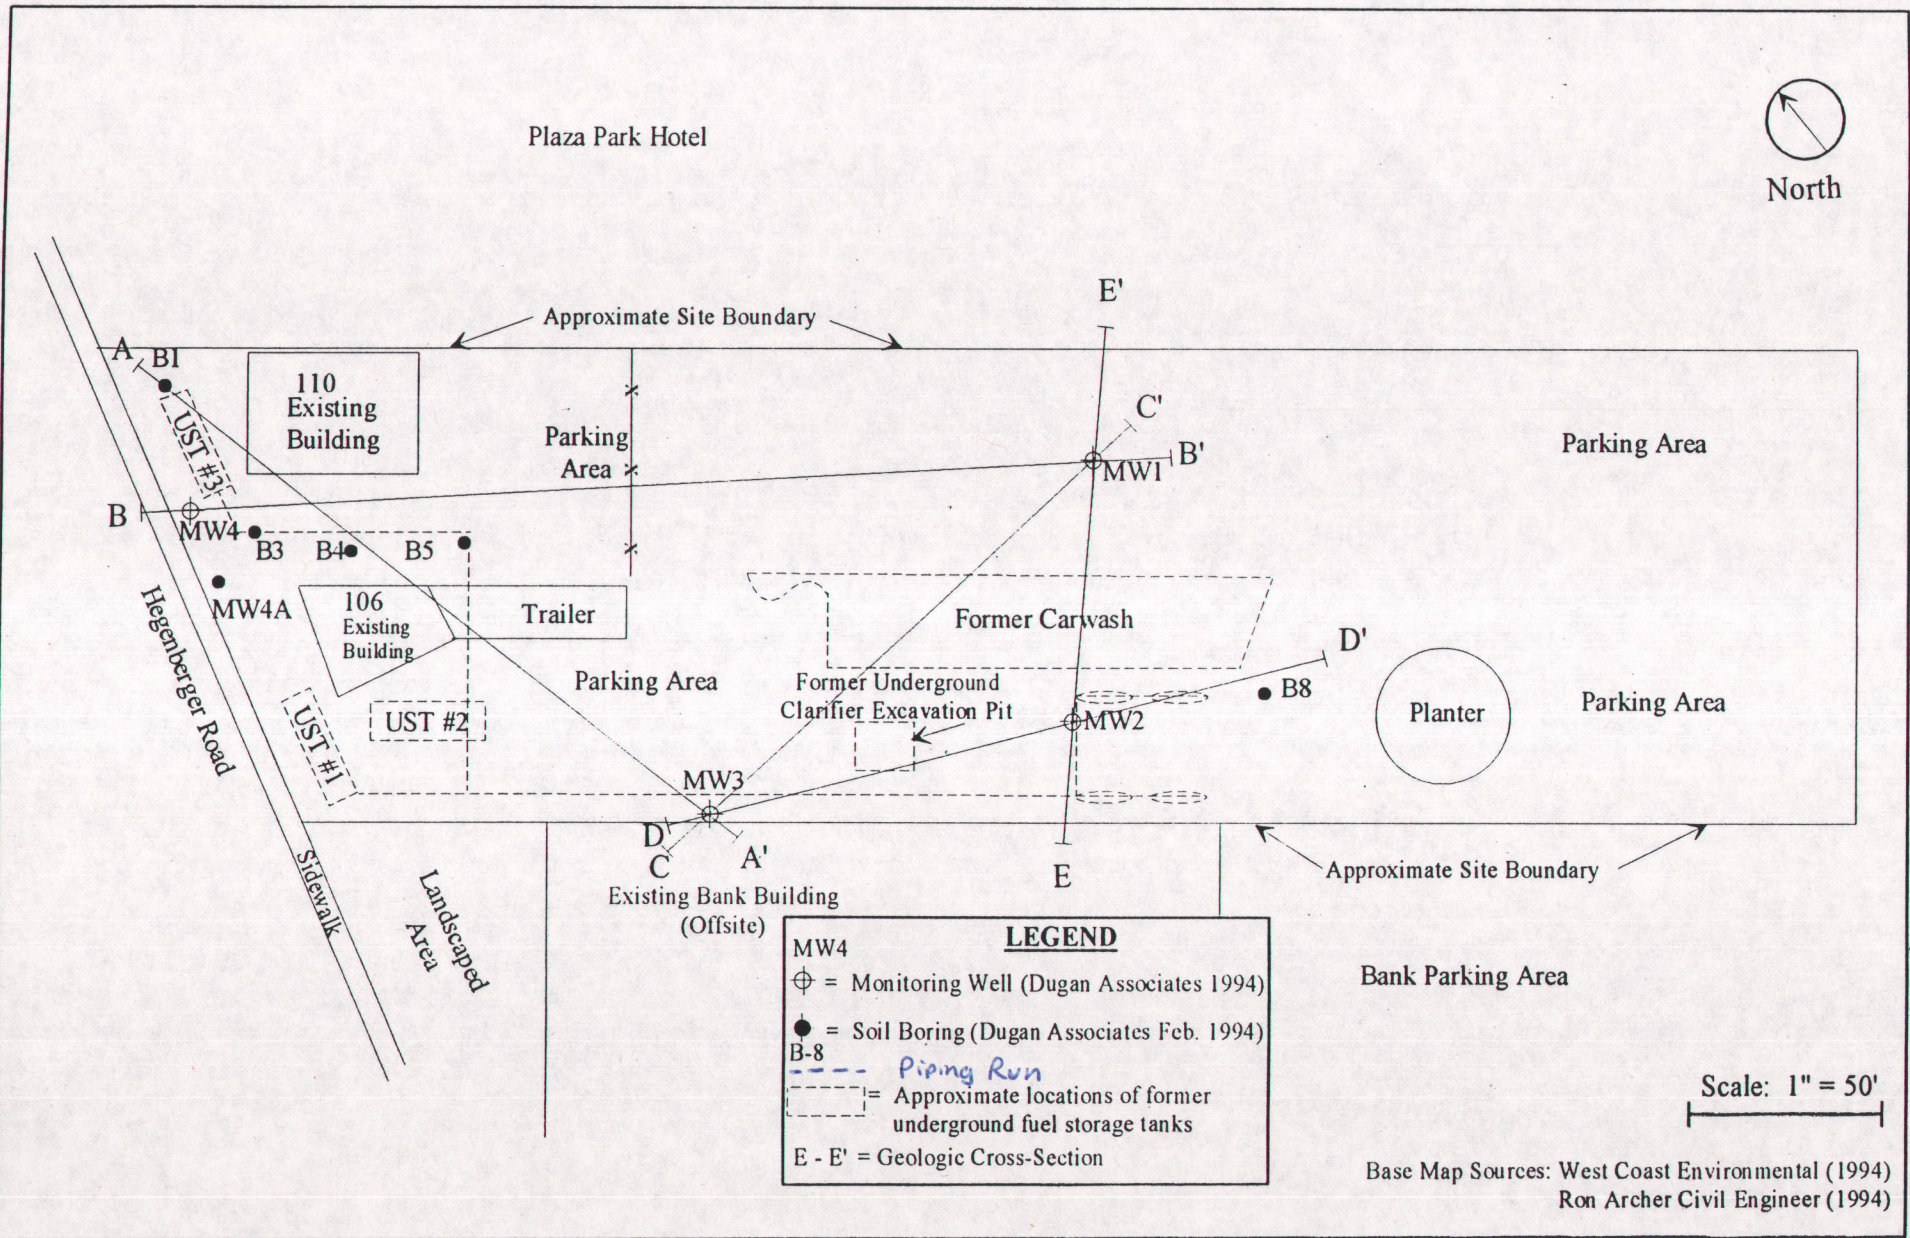 Plaza Park Hotel
North
E'
Approximate Site Boundary
A
B1
110
Existing
Building
UST #3
Parking
Area
C'
B'
MW1
Parking Area
B
MW4
B3
B4
B5
MW4A
106
Existing
Building
Trailer
Former Carwash
D'
Hegenberger Road
Parking Area
Former Underground
Clarifier Excavation Pit
B8
Planter
Parking Area
UST #1
UST #2
MW2
MW3
D
C
A'
E
Approximate Site Boundary
Sidewalk
Landscaped
Area
Existing Bank Building
(Offsite)
LEGEND
MW4
= Monitoring Well (Dugan Associates 1994)
= Soil Boring (Dugan Associates Feb. 1994)
B-8
Piping Run
= Approximate locations of former
underground fuel storage tanks
E - E' = Geologic Cross-Section
Bank Parking Area
Scale: 1" = 50'
Base Map Sources: West Coast Environmental (1994)
Ron Archer Civil Engineer (1994)